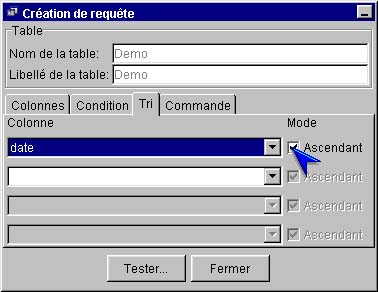 Création de requête
Table
Nom de la table: Demo
Libellé de la table: Demo
Colonnes Condition Tri Commande
Colonne Mode
date Ascendant
Ascendant
Ascendant
Ascendant
Tester... Fermer